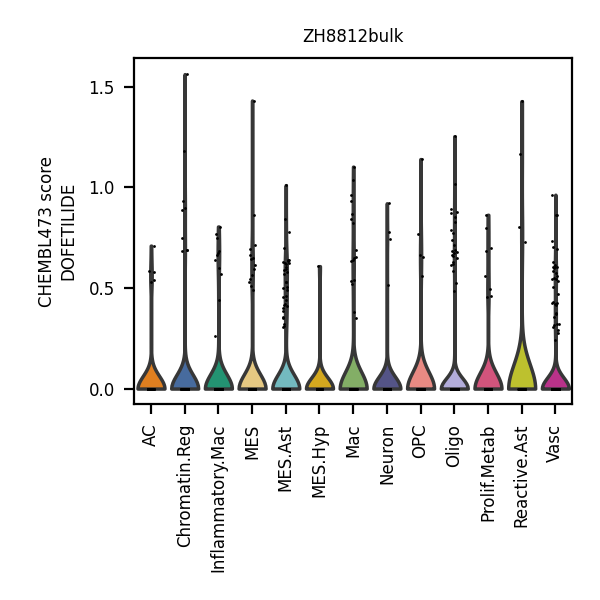 ZH8812bulk
CHEMBL473 score
DOFETILIDE
1.5
1.0
0.5
0.0
AC
Chromatin.Reg
Inflammatory.Mac
MES
MES.Ast
MES.Hyp
Mac
Neuron
OPC
Oligo
Prolif.Metab
Reactive.Ast
Vasc